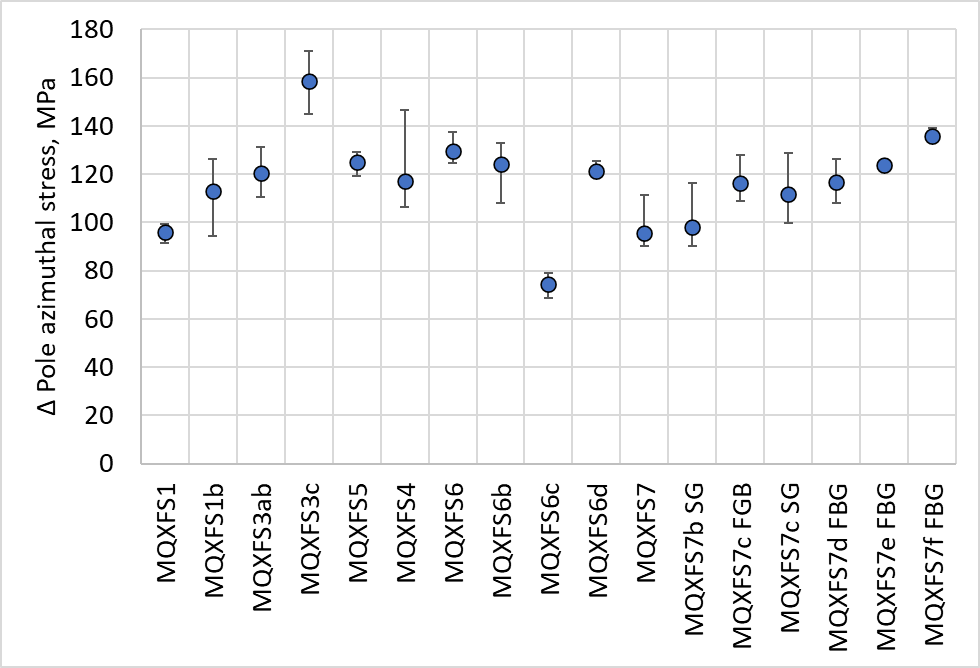 180
160
140
120
100
80
60
40
20
0
Δ Pole azimuthal stress, MPa
MQXFS1
MQXFS1b
MQXFS3ab
MQXFS3c
MQXFS5
MQXFS4
MQXFS6
MQXFS6b
MQXFS6c
MQXFS6d
MQXFS7
MQXFS7b SG
MQXFS7c FGB
MQXFS7c SG
MQXFS7d FBG
MQXFS7e FBG
MQXFS7f FBG